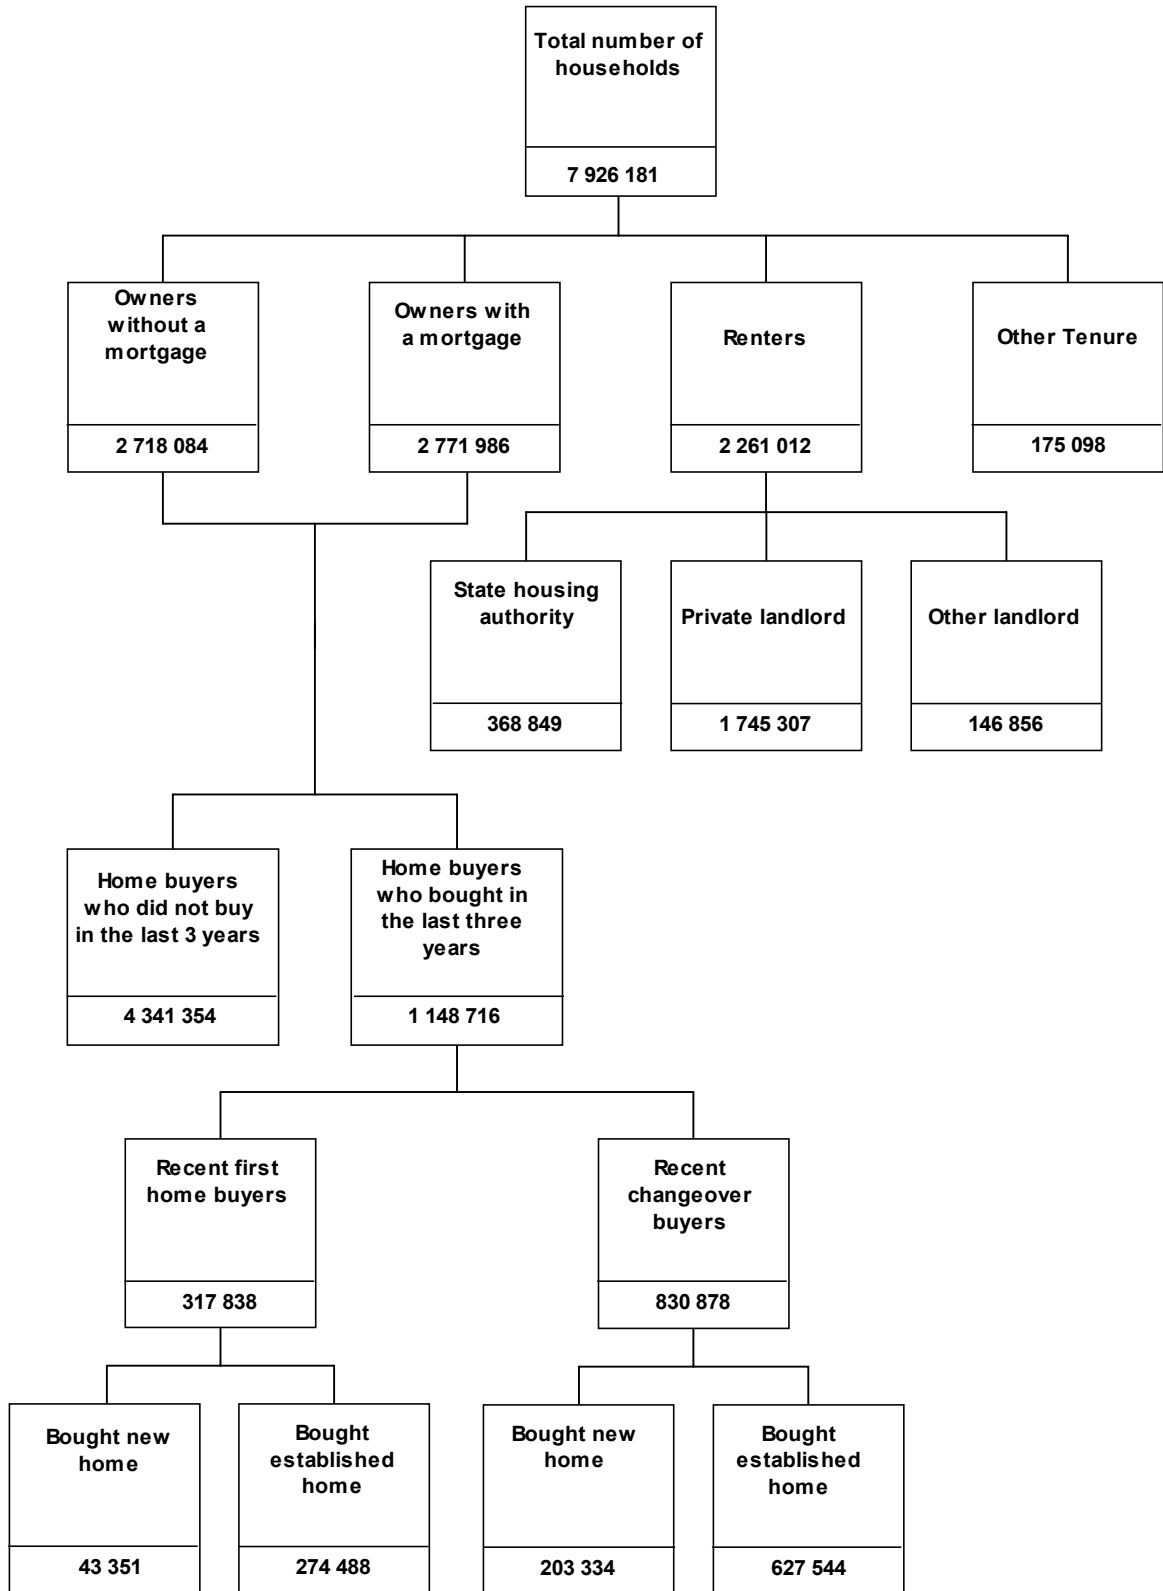 Total number of
households
7 926 181
Owners
without a
mortgage
2 718 084
Owners with
a mortgage
2 771 986
Renters
2 261 012
Other Tenure
175 098
State housing
authority
368 849
Private landlord
1 745 307
Other landlord
146 856
Home buyers
who did not buy
in the last 3 years
4 341 354
Home buyers
who bought in
the last three
years
1 148 716
Recent first
home buyers
317 838
Recent
changeover
buyers
830 878
Bought new
home
43 351
Bought
established
home
274 488
Bought new
home
203 334
Bought
established
home
627 544